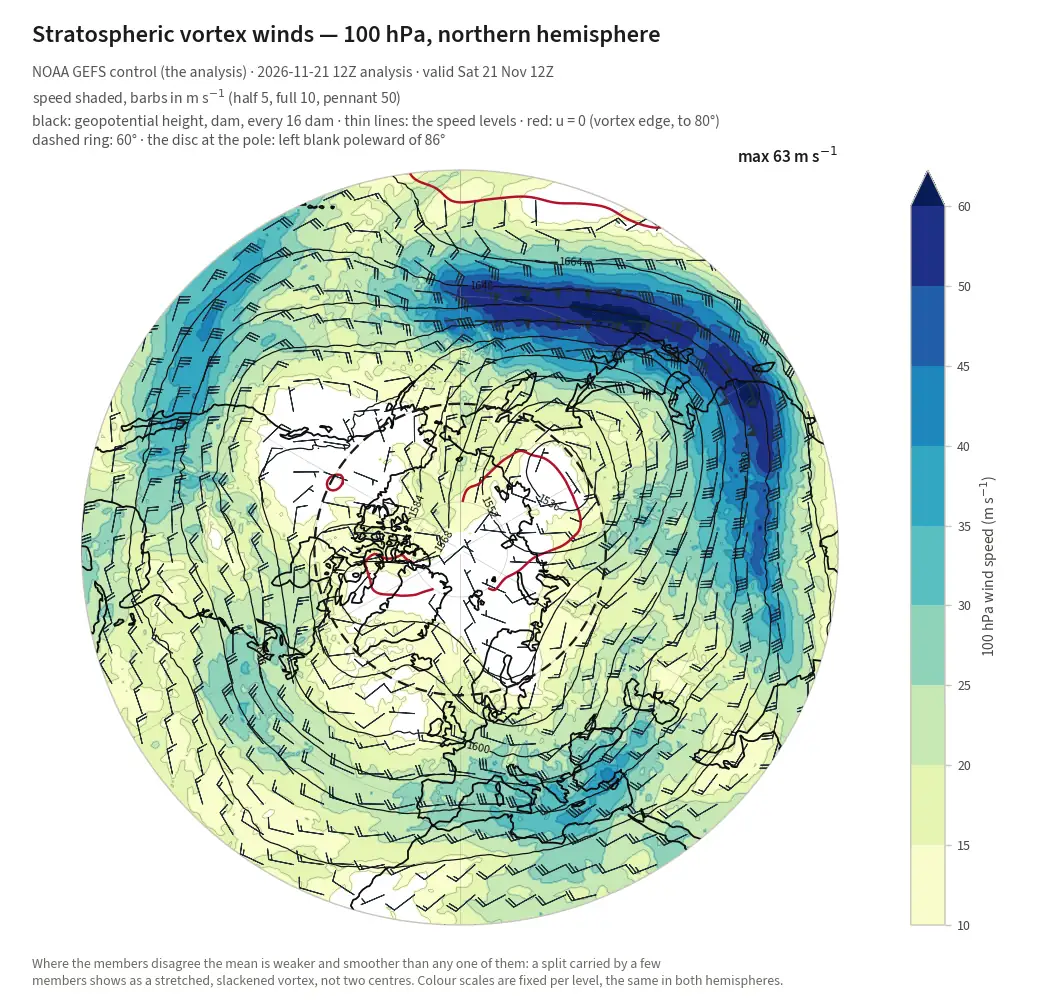 Stratospheric vortex winds — 100 hPa, northern hemisphere
NOAA GEFS control (the analysis) · 2026-11-21 12Z analysis · valid Sat 21 Nov 12Z
speed shaded, barbs in m s−1 (half 5, full 10, pennant 50)
black: geopotential height, dam, every 16 dam · thin lines: the speed levels · red: u = 0 (vortex edge, to 80°)
dashed ring: 60° · the disc at the pole: left blank poleward of 86°
max 63 m s−1
60
50
45
40
35
30
25
20
15
10
100 hPa wind speed (m s−1)
1664
1648
1536
1584
1568
1600
Where the members disagree the mean is weaker and smoother than any one of them: a split carried by a few
members shows as a stretched, slackened vortex, not two centres. Colour scales are fixed per level, the same in both hemispheres.